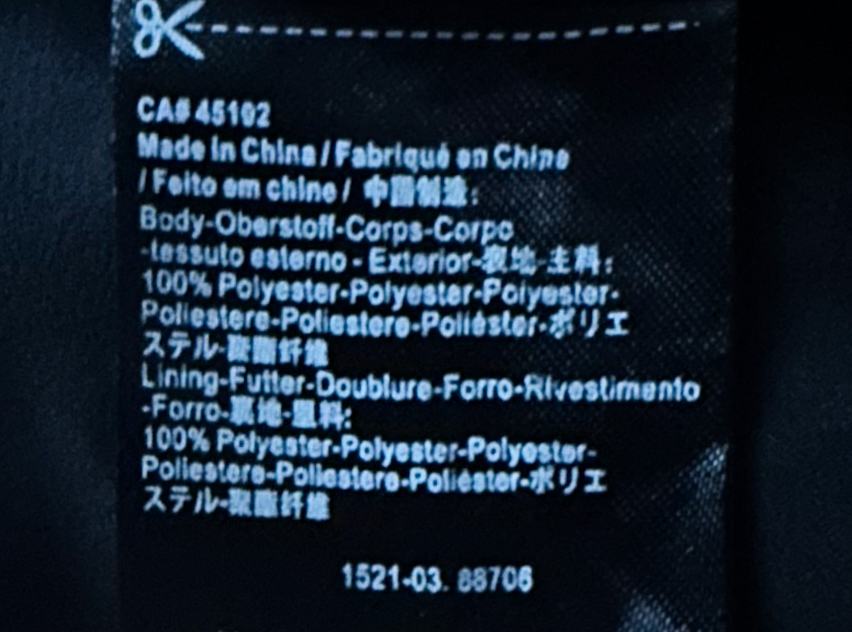 CA# 45192
Made in China / Fabriqué en Chine
/ Feito em chine / 中国制造:
Body-Oberstoff-Corps-Corpo
-tessuto esterno - Exterior-表地-主料:
100% Polyester-Polyester-Polyester-
Poliestere-Poliestere-Poliéster-ポリエ
ステル-聚酯纤维
Lining-Futter-Doublure-Forro-Rivestimento
-Forro-裏地-里料:
100% Polyester-Polyester-Polyester-
Poliestere-Poliestere-Poliéster-ポリエ
ステル-聚酯纤维
1521-03. 88706